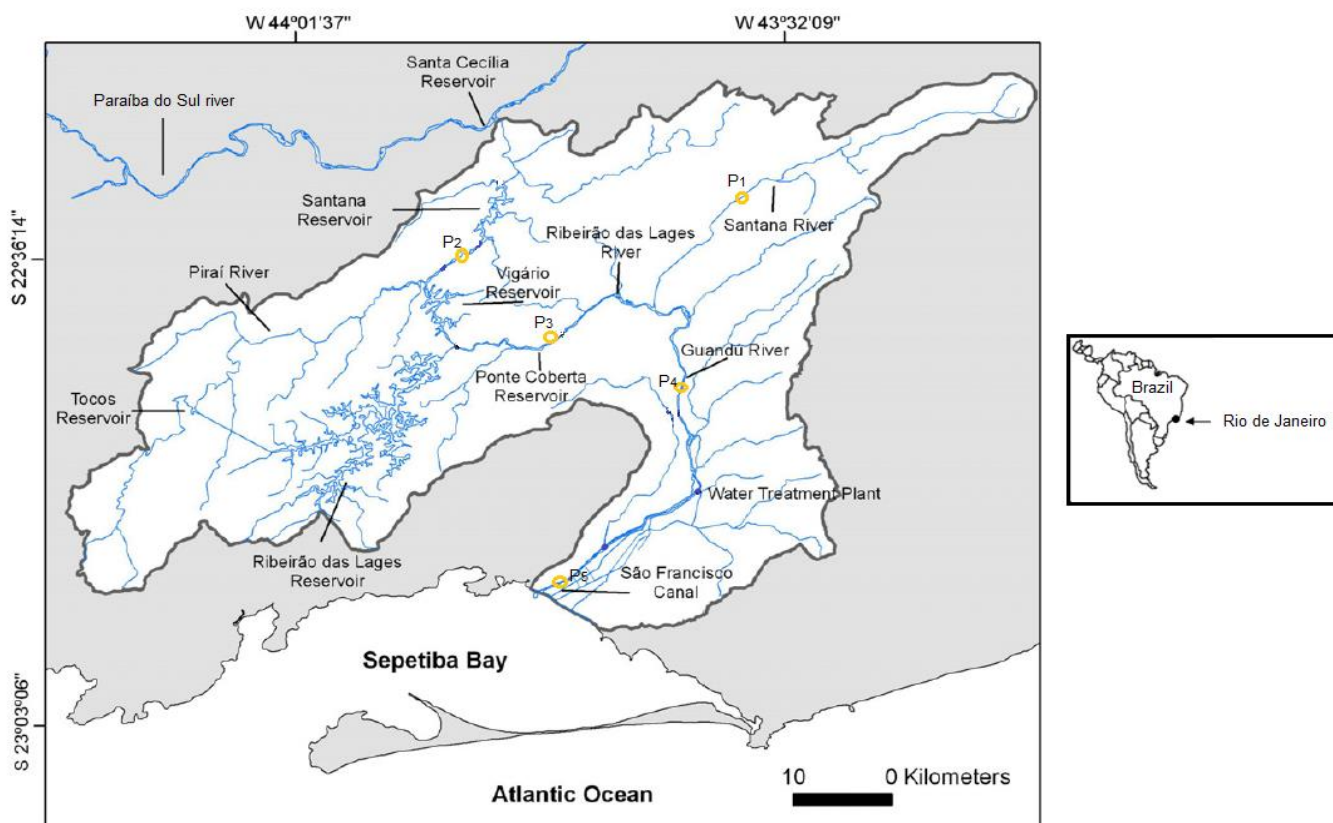 W 44º01'37"
W 43º32'09"
Santa Cecília
Reservoir
Paraíba do Sul river
P1
Santana
Reservoir
Santana River
S 22º36'14"
P2
Ribeirão das Lages
River
Piraí River
Vigário
Reservoir
P3
Guandú River
Ponte Coberta
Reservoir
P4
Tocos
Reservoir
Brazil
Rio de Janeiro
Water Treatment Plant
Ribeirão das Lages
Reservoir
P5
São Francisco
Canal
Sepetiba Bay
S 23º03'06"
10 0 Kilometers
Atlantic Ocean